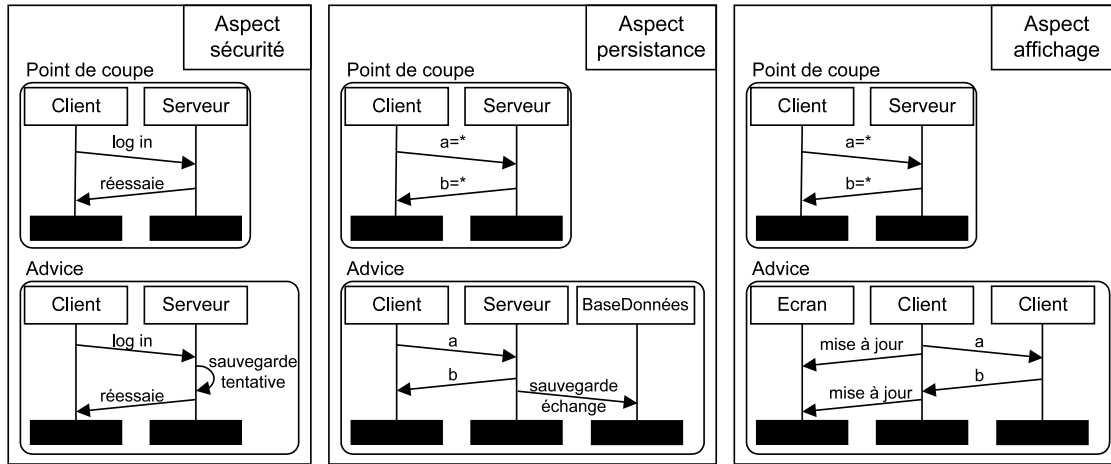 Aspect
sécurité
Point de coupe
Client
Serveur
log in
réessaie
Advice
Client
Serveur
log in
sauvegarde
tentative
réessaie
Aspect
persistance
Point de coupe
Client
Serveur
a=*
b=*
Advice
Client
Serveur
BaseDonnées
a
b
sauvegarde
échange
Aspect
affichage
Point de coupe
Client
Serveur
a=*
b=*
Advice
Ecran
Client
Client
mise à jour
a
b
mise à jour